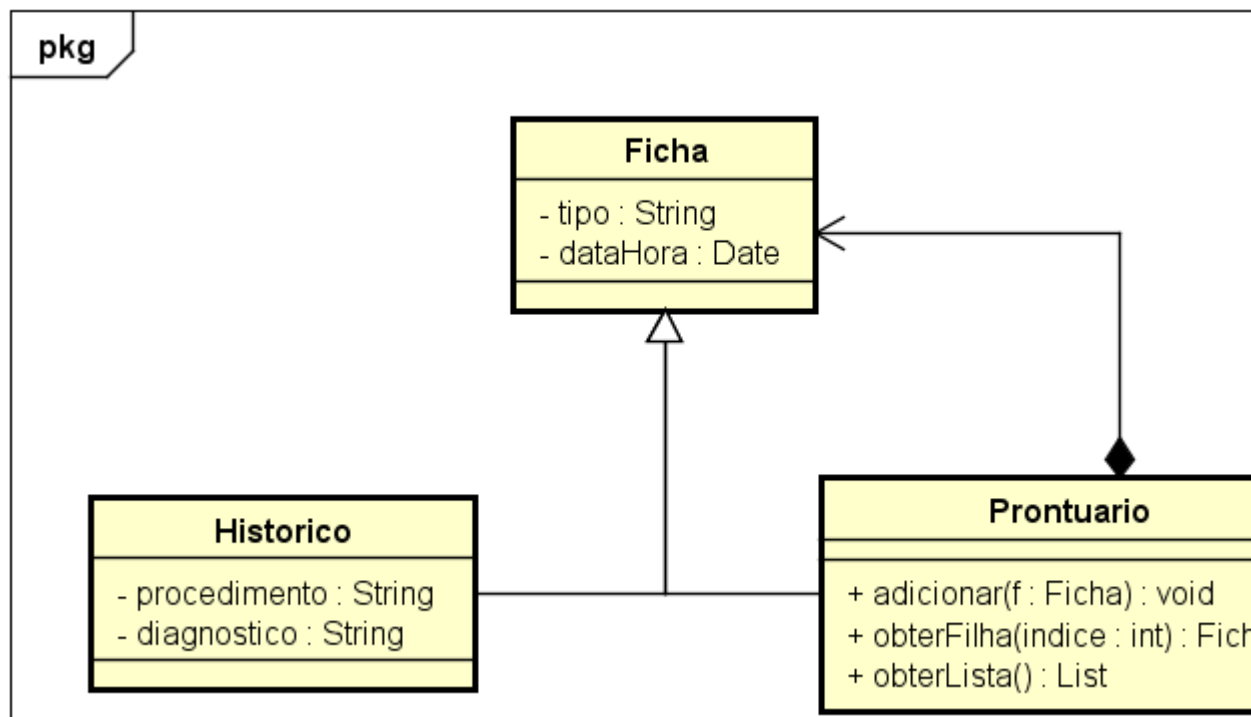 pkg
Ficha
- tipo : String
- dataHora : Date
Historico
- procedimento : String
- diagnostico : String
Prontuario
+ adicionar(f : Ficha) : void
+ obterFilha(indice : int) :
+ obterLista() : List